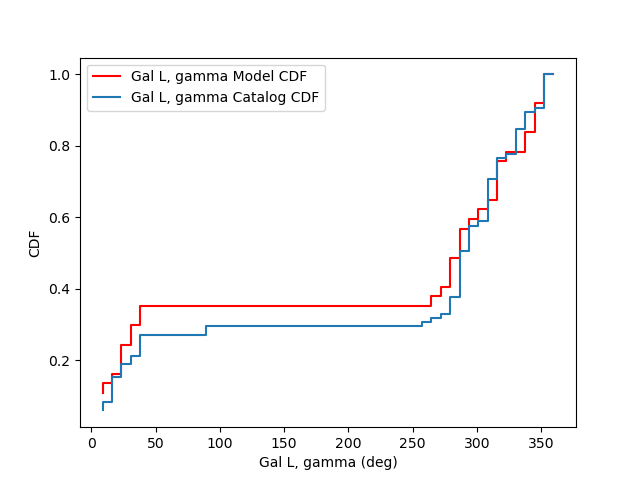 Gal L, gamma Model CDF
Gal L, gamma Catalog CDF
1.0
0.8
0.6
0.4
0.2
CDF
0 50 100 150 200 250 300 350
Gal L, gamma (deg)